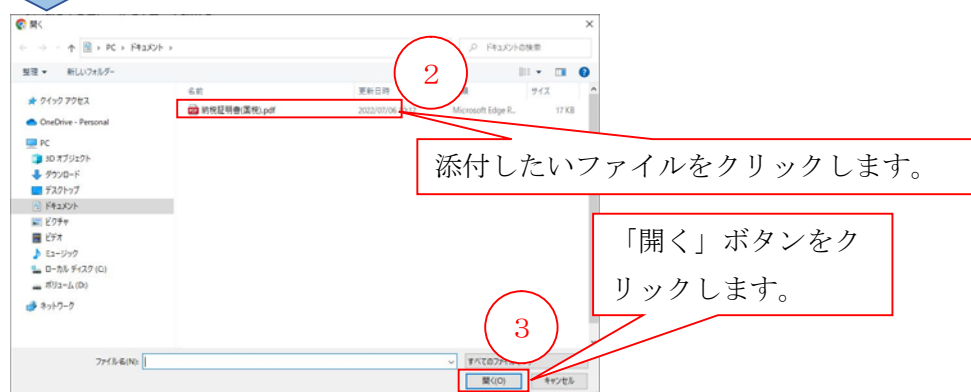 開く
PC › ドキュメント ›
ドキュメントの検索
整理 新しいフォルダー
②
名前 更新日時 サイズ
クイック アクセス
納税証明書(国税).pdf 2022/07/06 Microsoft Edge R... 17 KB
OneDrive - Personal
PC
添付したいファイルをクリックします。
3D オブジェクト
ダウンロード
デスクトップ
ドキュメント
ピクチャ
「開く」ボタンをク
ビデオ
ミュージック
リックします。
ローカル ディスク (C:)
ボリューム (D:)
ネットワーク
③
ファイル名(N):
開く(O) キャンセル